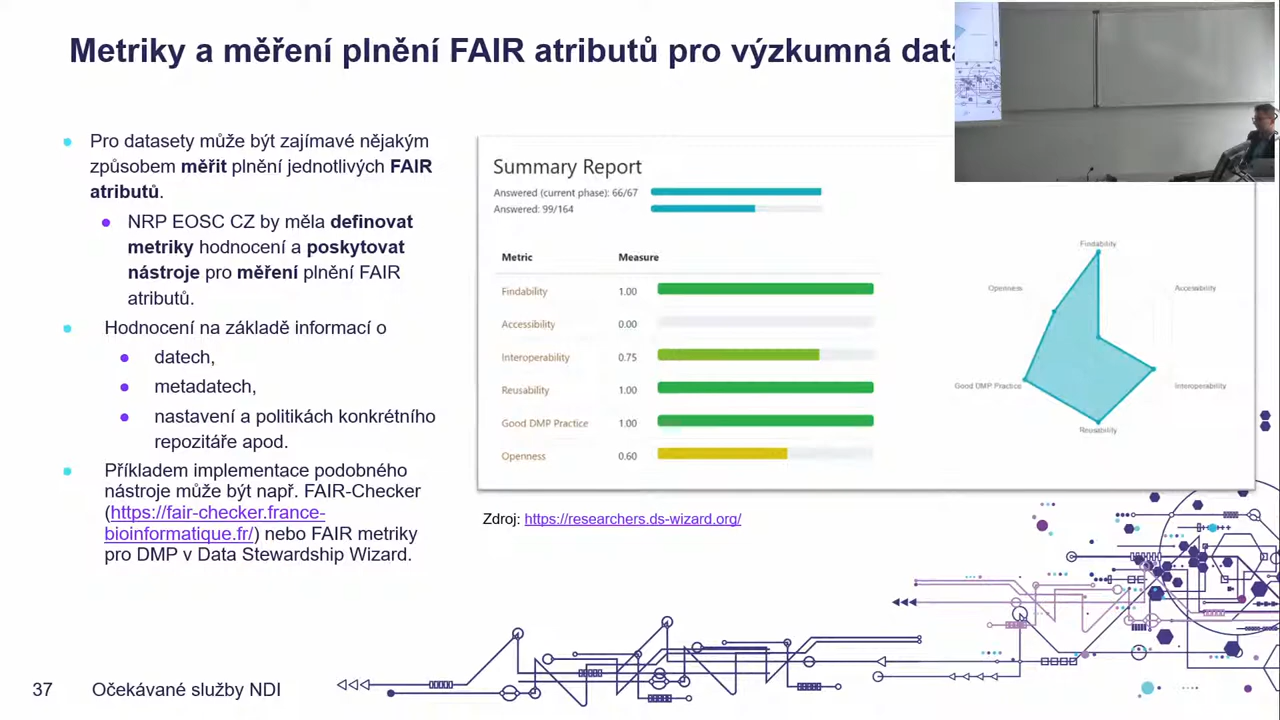 Metriky a měření plnění FAIR atributů pro výzkumná data
Pro datasety může být zajímavé nějakým
způsobem měřit plnění jednotlivých FAIR
atributů.
NRP EOSC CZ by měla definovat
metriky hodnocení a poskytovat
nástroje pro měření plnění FAIR
atributů.
Hodnocení na základě informací o
datech,
metadatech,
nastavení a politikách konkrétního
repozitáře apod.
Příkladem implementace podobného
nástroje může být např. FAIR-Checker
(https://fair-checker.france-
bioinformatique.fr/) nebo FAIR metriky
pro DMP v Data Stewardship Wizard.
Summary Report
Answered (current phase): 66/67
Answered: 99/164
Metric Measure
Findability 1.00
Accessibility 0.00
Interoperability 0.75
Reusability 1.00
Good DMP Practice 1.00
Openness 0.60
Findability
Openness
Accessibility
Good DMP Practice
Interoperability
Reusability
Zdroj: https://researchers.ds-wizard.org/
37 Očekávané služby NDI